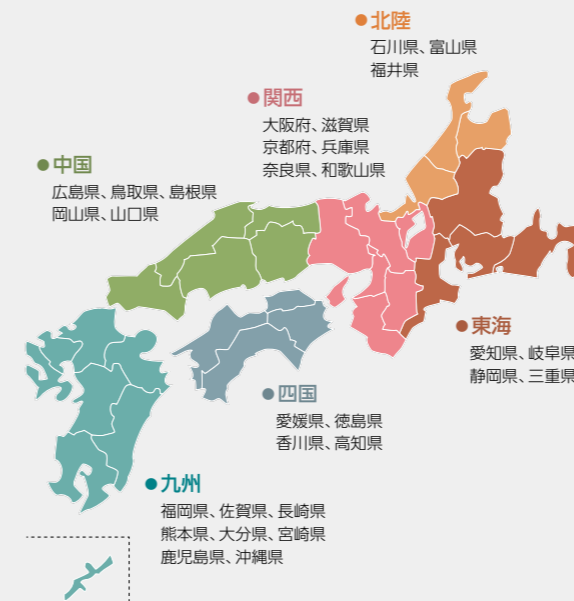 北陸
石川県、富山県
福井県
関西
大阪府、滋賀県
京都府、兵庫県
奈良県、和歌山県
中国
広島県、鳥取県、島根県
岡山県、山口県
東海
愛知県、岐阜県
静岡県、三重県
四国
愛媛県、徳島県
香川県、高知県
九州
福岡県、佐賀県、長崎県
熊本県、大分県、宮崎県
鹿児島県、沖縄県